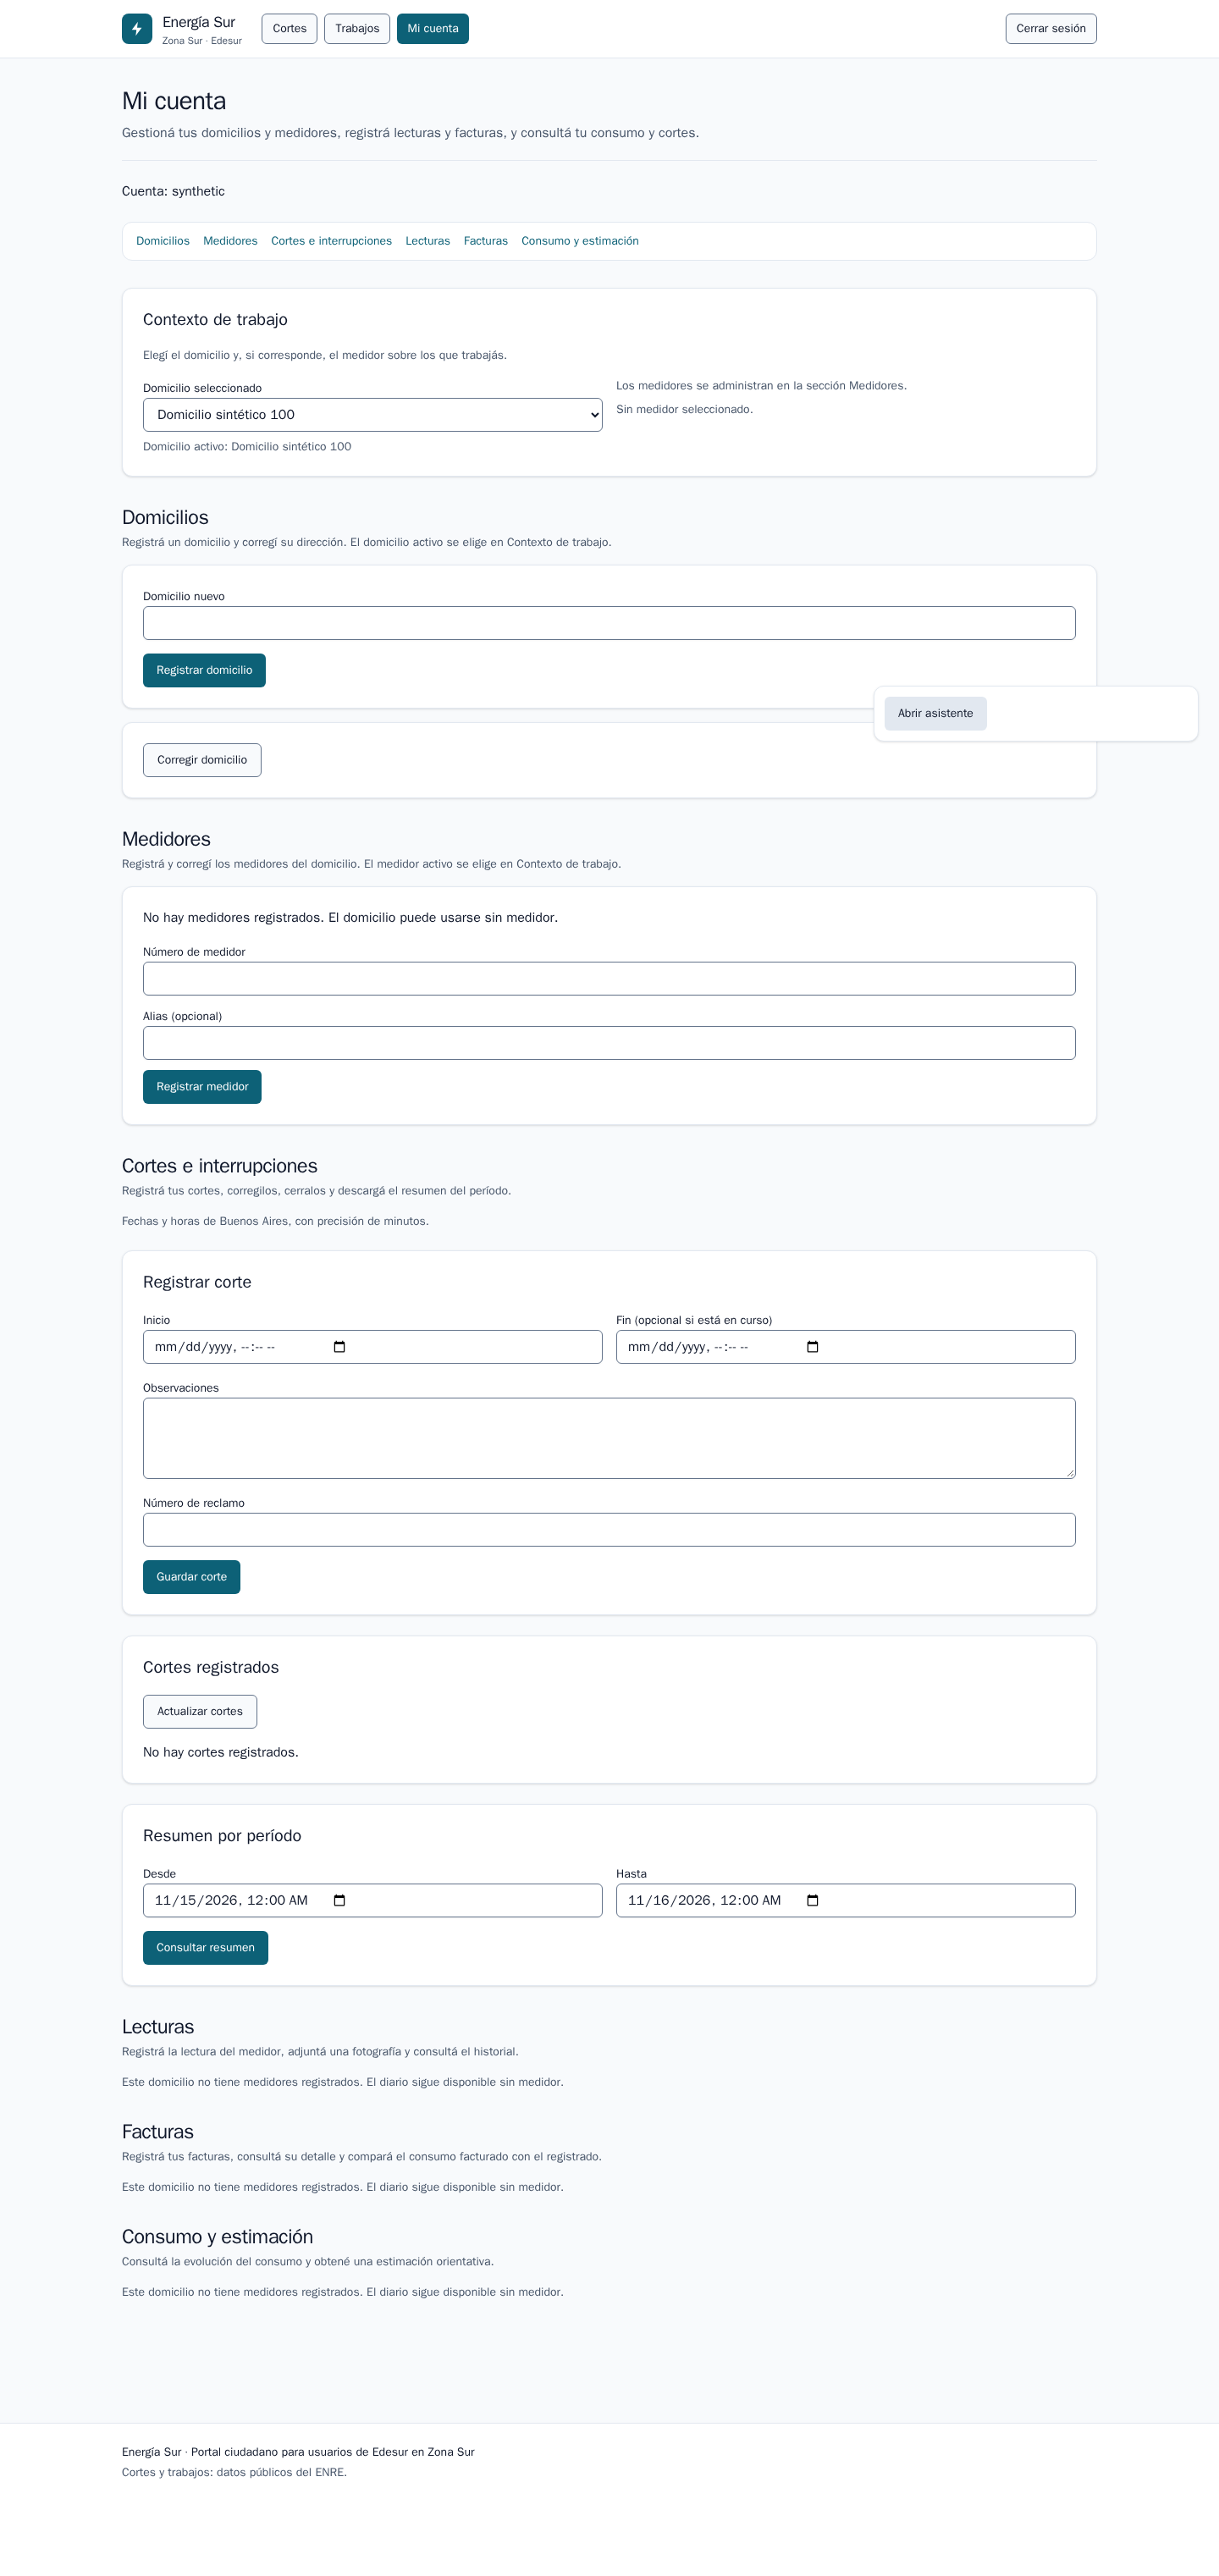 Energía Sur
Zona Sur · Edesur
Cortes
Trabajos
Mi cuenta
Cerrar sesión
Mi cuenta
Gestioná tus domicilios y medidores, registrá lecturas y facturas, y consultá tu consumo y cortes.
Cuenta: synthetic
Domicilios
Medidores
Cortes e interrupciones
Lecturas
Facturas
Consumo y estimación
Contexto de trabajo
Elegí el domicilio y, si corresponde, el medidor sobre los que trabajás.
Domicilio seleccionado
Domicilio sintético 100
Domicilio activo: Domicilio sintético 100
Los medidores se administran en la sección Medidores.
Sin medidor seleccionado.
Domicilios
Registrá un domicilio y corregí su dirección. El domicilio activo se elige en Contexto de trabajo.
Domicilio nuevo
Registrar domicilio
Abrir asistente
Corregir domicilio
Medidores
Registrá y corregí los medidores del domicilio. El medidor activo se elige en Contexto de trabajo.
No hay medidores registrados. El domicilio puede usarse sin medidor.
Número de medidor
Alias (opcional)
Registrar medidor
Cortes e interrupciones
Registrá tus cortes, corregilos, cerralos y descargá el resumen del período.
Fechas y horas de Buenos Aires, con precisión de minutos.
Registrar corte
Inicio
mm/dd/yyyy, --:-- --
Fin (opcional si está en curso)
mm/dd/yyyy, --:-- --
Observaciones
Número de reclamo
Guardar corte
Cortes registrados
Actualizar cortes
No hay cortes registrados.
Resumen por período
Desde
11/15/2026, 12:00 AM
Hasta
11/16/2026, 12:00 AM
Consultar resumen
Lecturas
Registrá la lectura del medidor, adjuntá una fotografía y consultá el historial.
Este domicilio no tiene medidores registrados. El diario sigue disponible sin medidor.
Facturas
Registrá tus facturas, consultá su detalle y compará el consumo facturado con el registrado.
Este domicilio no tiene medidores registrados. El diario sigue disponible sin medidor.
Consumo y estimación
Consultá la evolución del consumo y obtené una estimación orientativa.
Este domicilio no tiene medidores registrados. El diario sigue disponible sin medidor.
Energía Sur · Portal ciudadano para usuarios de Edesur en Zona Sur
Cortes y trabajos: datos públicos del ENRE.